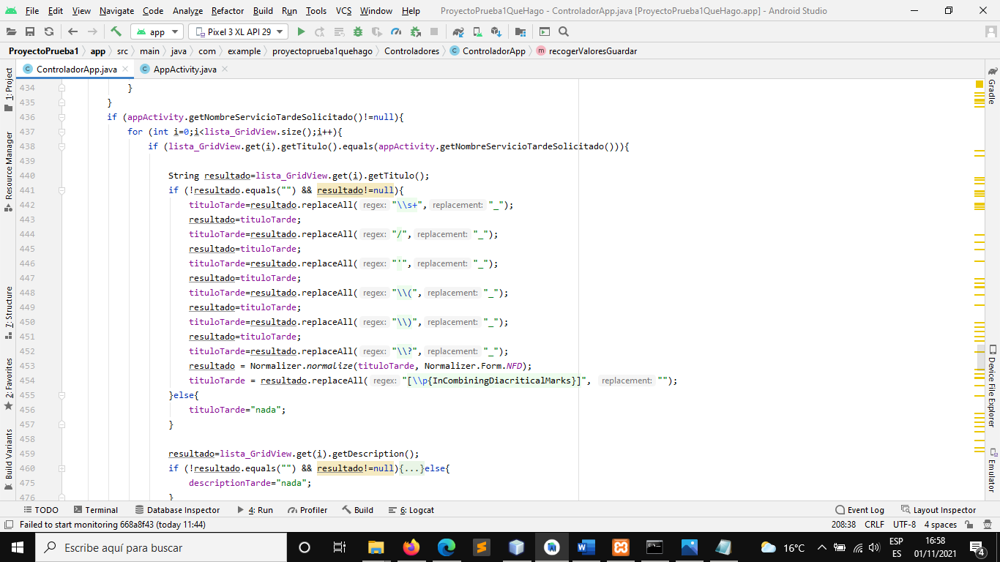 File Edit View Navigate Code Analyze Refactor Build Run Tools VCS Window Help ProyectoPrueba1QueHago - ControladorApp.java [ProyectoPrueba1QueHago.app] - Android Studio
app Pixel 3 XL API 29
ProyectoPrueba1 app src main java com example proyectoprueba1quehago Controladores ControladorApp recogerValoresGuardar
ControladorApp.java AppActivity.java
1: Project
Resource Manager
7: Structure
2: Favorites
Build Variants
434 }
435 }
436 if (appActivity.getNombreServicioTardeSolicitado()!=null){
437 for (int i=0;i<lista_GridView.size();i++){
438 if (lista_GridView.get(i).getTitulo().equals(appActivity.getNombreServicioTardeSolicitado())){
439
440 String resultado=lista_GridView.get(i).getTitulo();
441 if (!resultado.equals("") && resultado!=null){
442 tituloTarde=resultado.replaceAll( regex: "\\s+", replacement: "_");
443 resultado=tituloTarde;
444 tituloTarde=resultado.replaceAll( regex: "/", replacement: "_");
445 resultado=tituloTarde;
446 tituloTarde=resultado.replaceAll( regex: "'", replacement: "_");
447 resultado=tituloTarde;
448 tituloTarde=resultado.replaceAll( regex: "\\(", replacement: "_");
449 resultado=tituloTarde;
450 tituloTarde=resultado.replaceAll( regex: "\\)", replacement: "_");
451 resultado=tituloTarde;
452 tituloTarde=resultado.replaceAll( regex: "\\?", replacement: "_");
453 resultado = Normalizer.normalize(tituloTarde, Normalizer.Form.NFD);
454 tituloTarde = resultado.replaceAll( regex: "[\\p{InCombiningDiacriticalMarks}]", replacement: "");
455 }else{
456 tituloTarde="nada";
457 }
458
459 resultado=lista_GridView.get(i).getDescription();
460 if (!resultado.equals("") && resultado!=null){...}else{
475 descriptionTarde="nada";
476 }
Gradle
Device File Explorer
Emulator
TODO Terminal Database Inspector 4: Run Profiler Build 6: Logcat Event Log Layout Inspector
Failed to start monitoring 668a8f43 (today 11:44) 208:38 CRLF UTF-8 4 spaces
Escribe aquí para buscar 16°C ESP 16:58
ES 01/11/2021 4